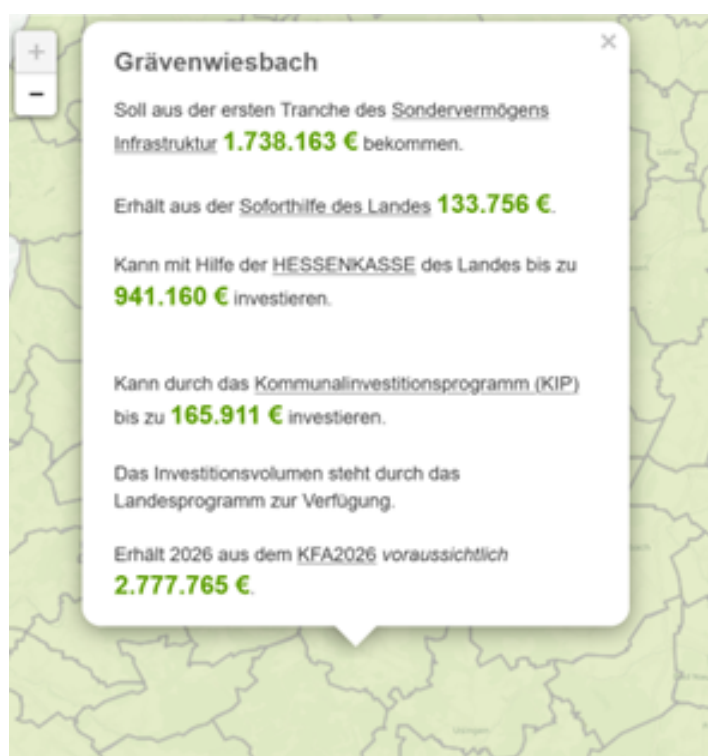 +
×
−
Grävenwiesbach
Soll aus der ersten Tranche des Sondervermögens
Infrastruktur 1.738.163 € bekommen.
Erhält aus der Soforthilfe des Landes 133.756 €.
Kann mit Hilfe der HESSENKASSE des Landes bis zu
941.160 € investieren.
Kann durch das Kommunalinvestitionsprogramm (KIP)
bis zu 165.911 € investieren.
Das Investitionsvolumen steht durch das
Landesprogramm zur Verfügung.
Erhält 2026 aus dem KFA2026 voraussichtlich
2.777.765 €.